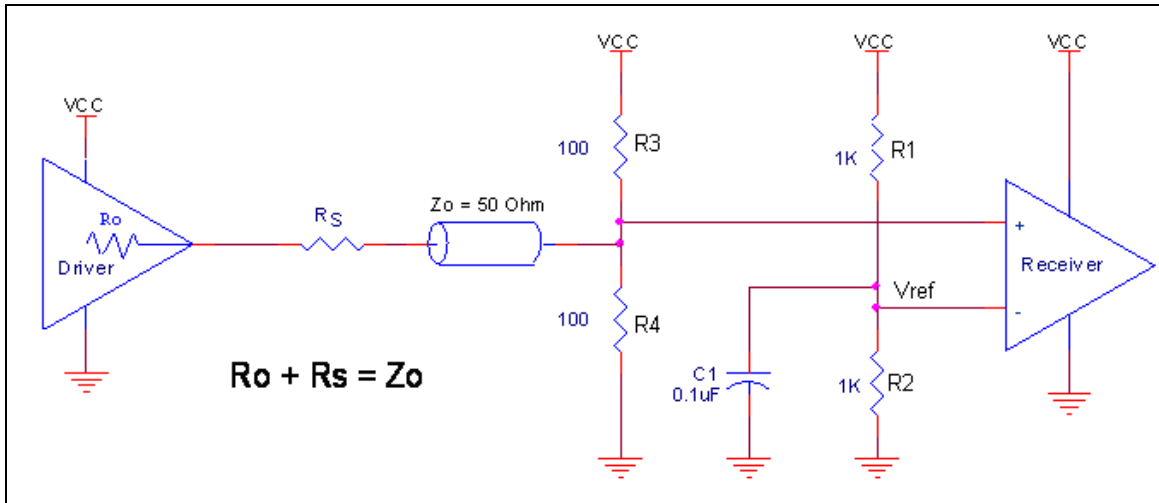 VCC
VCC
VCC
VCC
100
R3
1K
R1
Ro
Driver
RS
Zo = 50 Ohm
+
Receiver
Vref
-
100
R4
Ro + Rs = Zo
C1
0.1uF
1K
R2